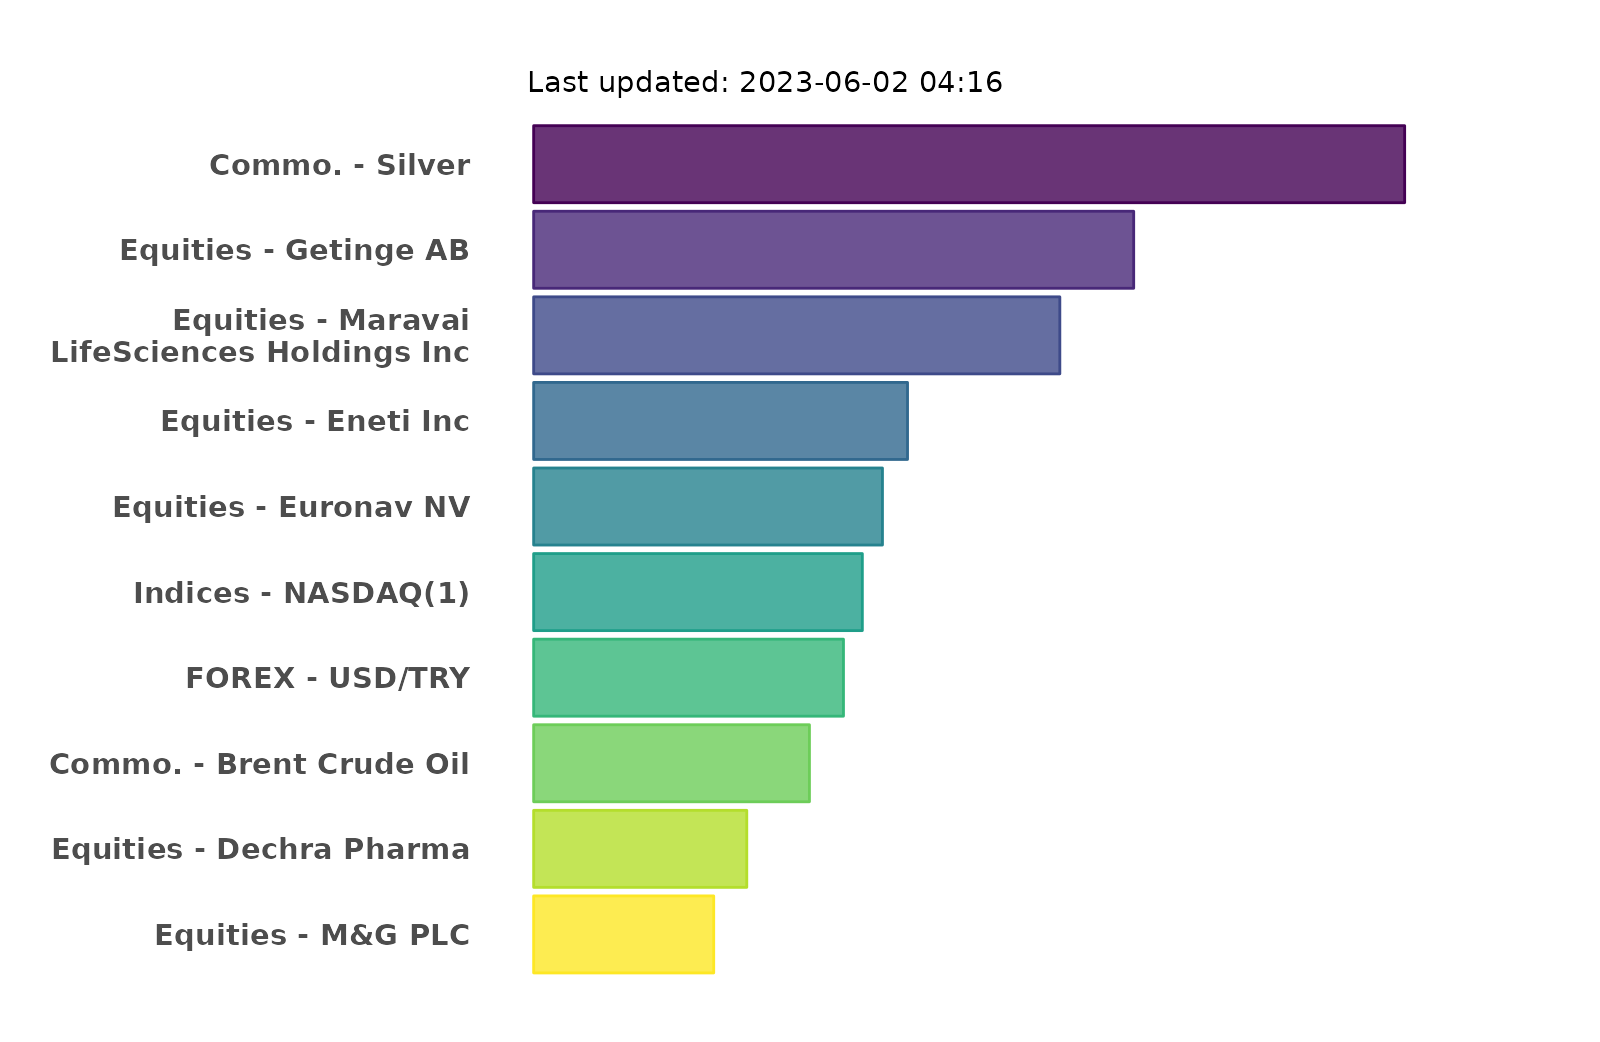 Last updated: 2023-06-02 04:16
Commo. - Silver
Equities - Getinge AB
Equities - Maravai
LifeSciences Holdings Inc
Equities - Eneti Inc
Equities - Euronav NV
Indices - NASDAQ(1)
FOREX - USD/TRY
Commo. - Brent Crude Oil
Equities - Dechra Pharma
Equities - M&G PLC